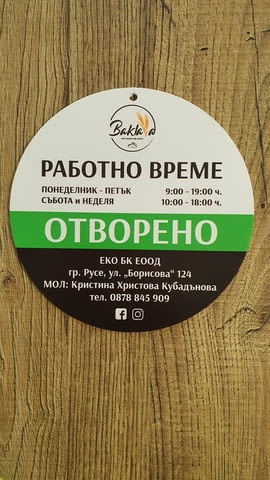 Baklava
РАБОТНО ВРЕМЕ
ПОНЕДЕЛНИК - ПЕТЪК 9:00 - 19:00 ч.
СЪБОТА и НЕДЕЛЯ 10:00 - 18:00 ч.
ОТВОРЕНО
ЕКО БК ЕООД
гр. Русе, ул. „Борисова“ 124
МОЛ: Кристина Христова Кубадънова
тел. 0878 845 909